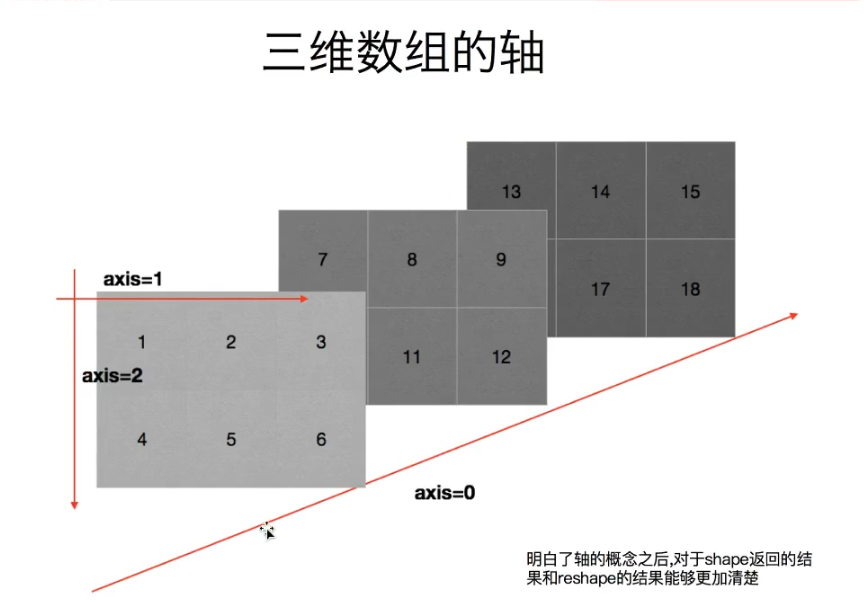 三维数组的轴
13 14 15
7 8 9
axis=1
17 18
1 2 3
11 12
axis=2
4 5 6
axis=0
明白了轴的概念之后,对于shape返回的结
果和reshape的结果能够更加清楚